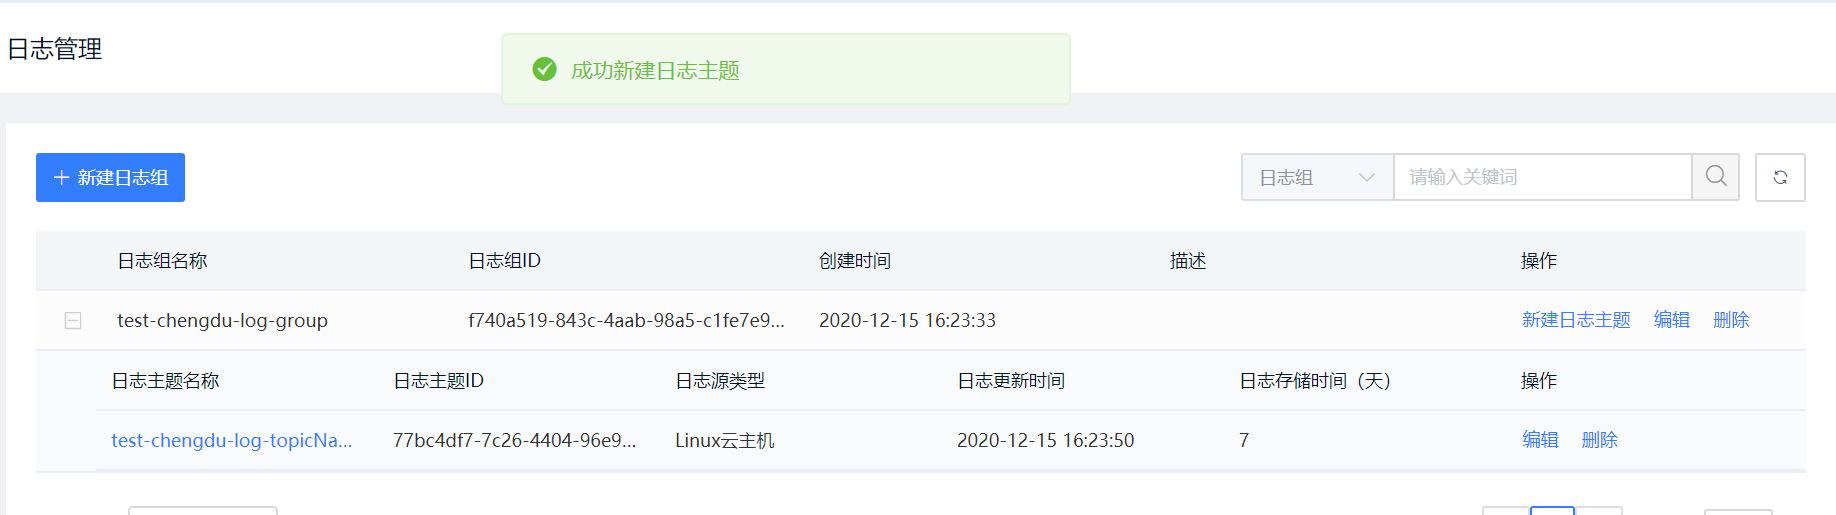 日志管理
成功新建日志主题
新建日志组
日志组
请输入关键词
日志组名称 日志组ID 创建时间 描述 操作
test-chengdu-log-group f740a519-843c-4aab-98a5-c1fe7e9... 2020-12-15 16:23:33 新建日志主题 编辑 删除
日志主题名称 日志主题ID 日志源类型 日志更新时间 日志存储时间（天） 操作
test-chengdu-log-topicNa... 77bc4df7-7c26-4404-96e9... Linux云主机 2020-12-15 16:23:50 7 编辑 删除